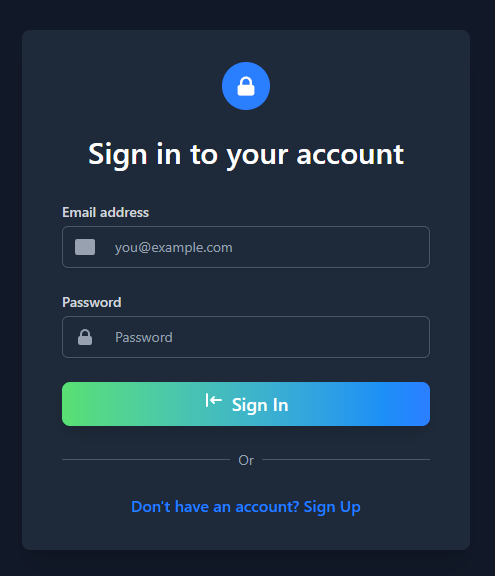 Sign in to your account
Email address
you@example.com
Password
Password
Sign In
Or
Don't have an account? Sign Up